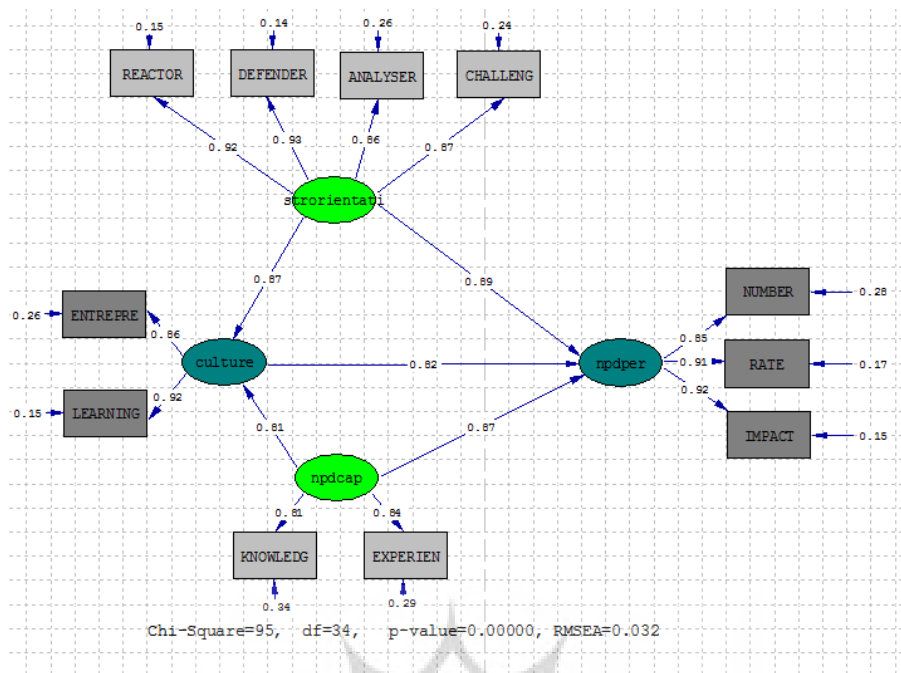 0.15 0.14 0.26 0.24
REACTOR DEFENDER ANALYSER CHALLENG
0.92 0.93 0.86 0.87
strorientati
0.87 0.89
0.26 ENTREPRE 0.86
NUMBER 0.28
0.85
culture 0.82 npdper 0.91 RATE 0.17
0.92
0.15 LEARNING 0.92
IMPACT 0.15
0.81 0.87
npdcap
0.81 0.84
KNOWLEDG EXPERIEN
0.34 0.29
Chi-Square=95, df=34, p-value=0.00000, RMSEA=0.032